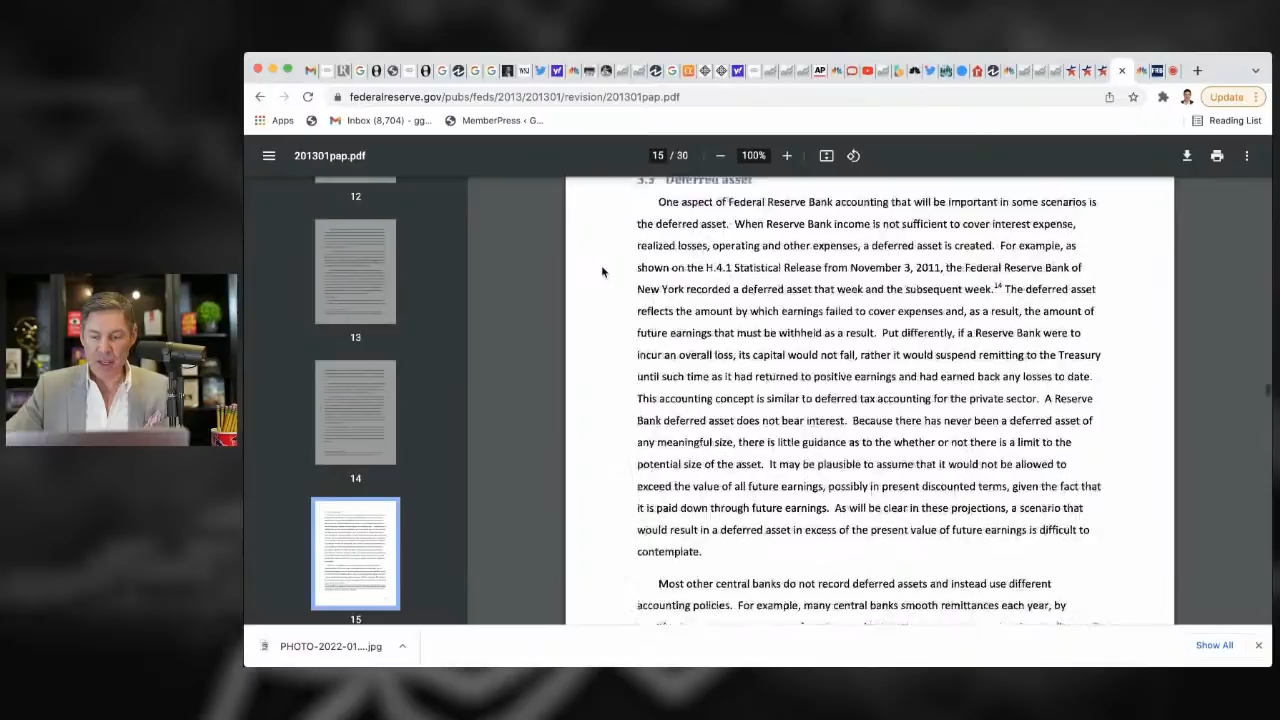 federalreserve.gov/pubs/feds/2013/201301/revision/201301pap.pdf
Update
Apps
Inbox (8,704) - gg...
MemberPress ‹ G...
Reading List
201301pap.pdf
15 / 30
100%
12
13
14
15
3.3 Deferred asset
One aspect of Federal Reserve Bank accounting that will be important in some scenarios is
the deferred asset. When Reserve Bank income is not sufficient to cover interest expense,
realized losses, operating and other expenses, a deferred asset is created. For example, as
shown on the H.4.1 Statistical Release from November 3, 2011, the Federal Reserve Bank of
New York recorded a deferred asset that week and the subsequent week.14 The deferred asset
reflects the amount by which earnings failed to cover expenses and, as a result, the amount of
future earnings that must be withheld as a result. Put differently, if a Reserve Bank were to
incur an overall loss, its capital would not fall, rather it would suspend remitting to the Treasury
until such time as it had returned to positive earnings and had earned back any losses to date.
This accounting concept is similar to deferred tax accounting for the private sector. A Reserve
Bank deferred asset does not bear interest. Because there has never been a deferred asset of
any meaningful size, there is little guidance as to the whether or not there is a limit to the
potential size of the asset. It may be plausible to assume that it would not be allowed to
exceed the value of all future earnings, possibly in present discounted terms, given the fact that
it is paid down through future earnings. As will be clear in these projections, a scenario that
would result in a deferred asset in excess of the present value of future earnings is difficult to
contemplate.
Most other central banks do not record deferred assets and instead use different
accounting policies. For example, many central banks smooth remittances each year, by
PHOTO-2022-01....jpg
Show All